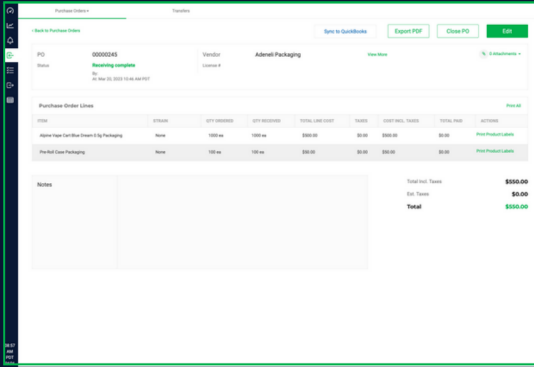 Purchase Orders Transfers
< Back to Purchase Orders Sync to QuickBooks Export PDF Close PO Edit
PO 00000245 Vendor Adeneli Packaging View More 0 Attachments
Status Receiving complete License #
By
At: Mar 20, 2023 10:46 AM PDT
Purchase Order Lines Print All
ITEM STRAIN QTY ORDERED QTY RECEIVED TOTAL LINE COST TAXES COST INCL. TAXES TOTAL PAID ACTIONS
Alpine Vape Cart Blue Dream 0.5g Packaging None 1000 ea 1000 ea $500.00 $0.00 $500.00 $0.00 Print Product Labels
Pre-Roll Case Packaging None 100 ea 100 ea $50.00 $0.00 $50.00 $0.00 Print Product Labels
Notes
Total Incl. Taxes $550.00
Est. Taxes $0.00
Total $550.00
AM
PDT